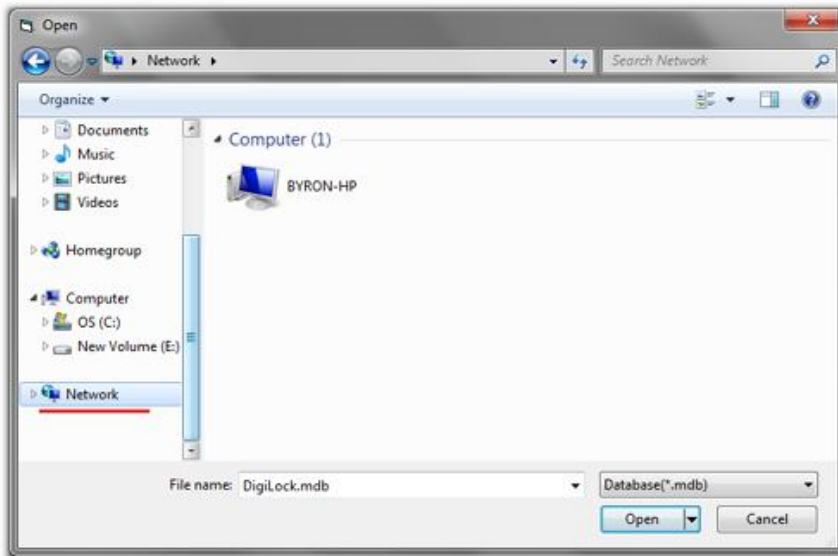 Open
Network
Search Network
Organize
Documents
Music
Pictures
Videos
Homegroup
Computer
OS (C:)
New Volume (E:)
Network
Computer (1)
BYRON-HP
File name: DigiLock.mdb
Database(*.mdb)
Open Cancel